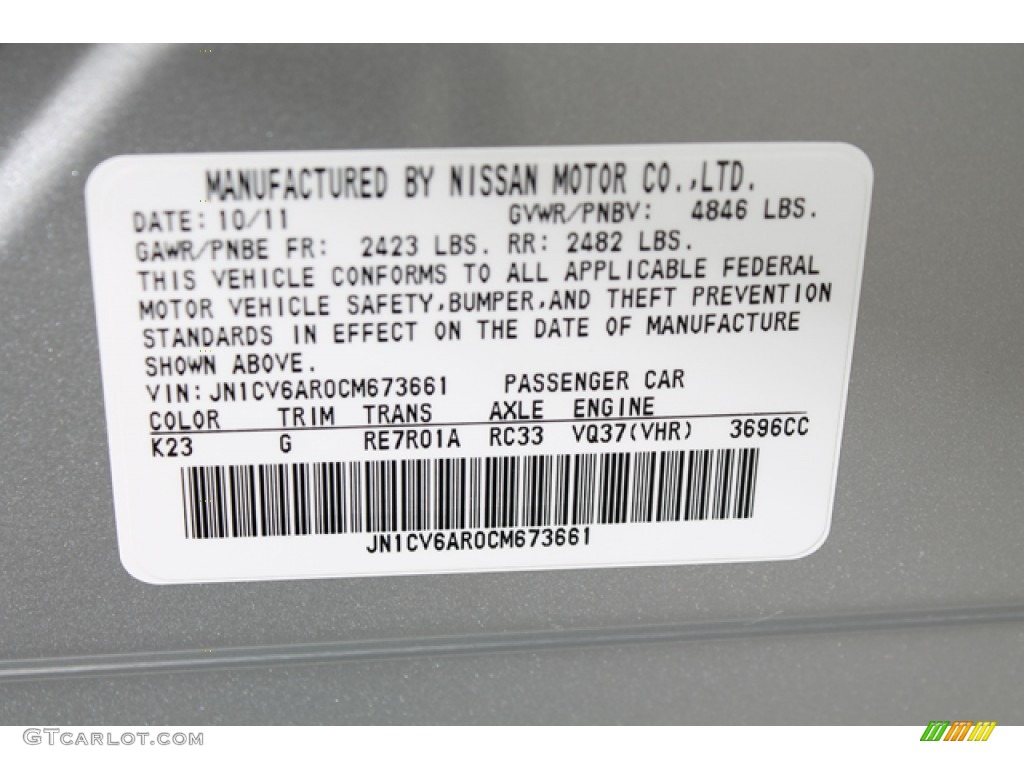 MANUFACTURED BY NISSAN MOTOR CO.,LTD.
DATE: 10/11 GVWR/PNBV: 4846 LBS.
GAWR/PNBE FR: 2423 LBS. RR: 2482 LBS.
THIS VEHICLE CONFORMS TO ALL APPLICABLE FEDERAL
MOTOR VEHICLE SAFETY,BUMPER,AND THEFT PREVENTION
STANDARDS IN EFFECT ON THE DATE OF MANUFACTURE
SHOWN ABOVE.
VIN: JN1CV6AR0CM673661 PASSENGER CAR
COLOR TRIM TRANS AXLE ENGINE
K23 G RE7R01A RC33 VQ37(VHR) 3696CC
JN1CV6AR0CM673661
GTCARLOT.COM